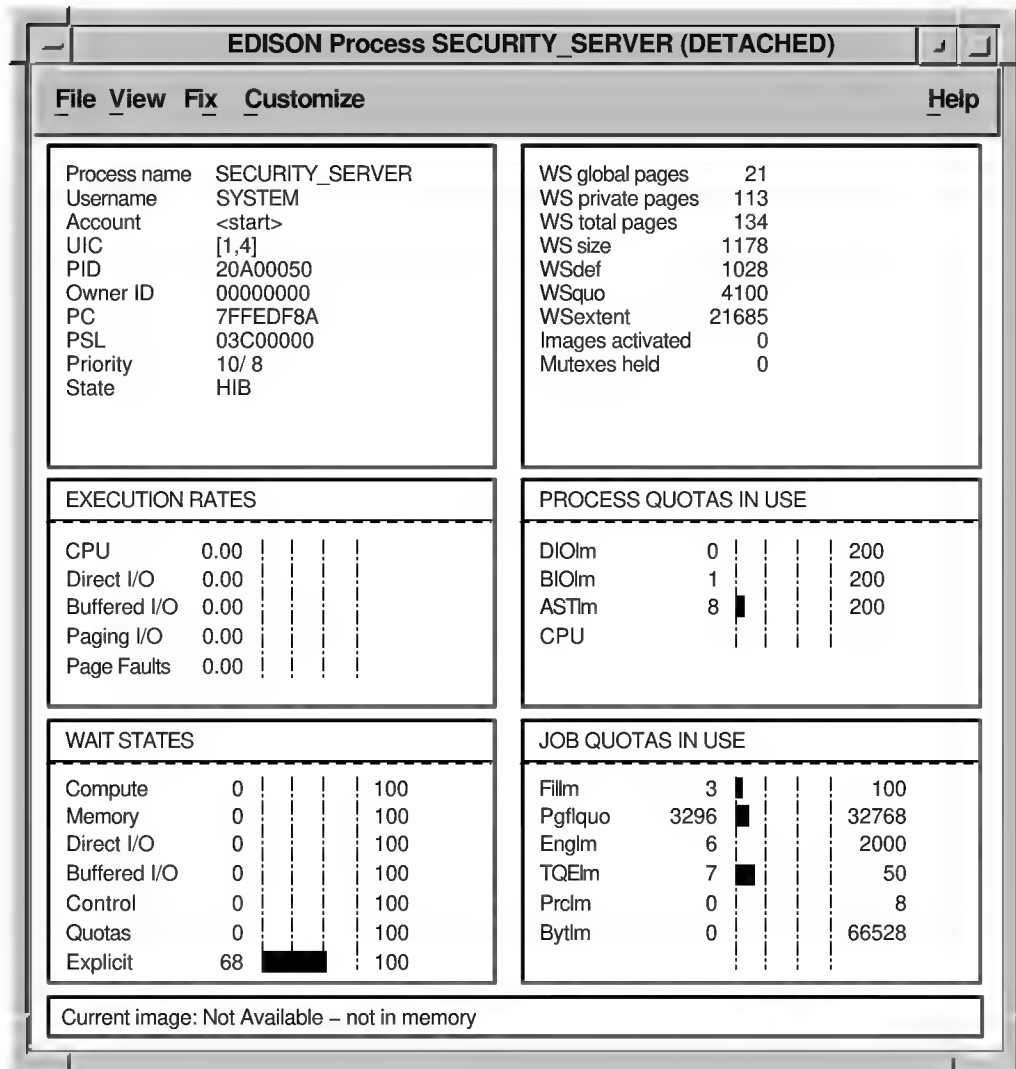 EDISON Process SECURITY_SERVER (DETACHED)
File View Fix Customize Help
Process name SECURITY_SERVER
Username SYSTEM
Account <start>
UIC [1,4]
PID 20A00050
Owner ID 00000000
PC 7FFEDF8A
PSL 03C00000
Priority 10/ 8
State HIB
WS global pages 21
WS private pages 113
WS total pages 134
WS size 1178
WSdef 1028
WSquo 4100
WSextent 21685
Images activated 0
Mutexes held 0
EXECUTION RATES
CPU 0.00
Direct I/O 0.00
Buffered I/O 0.00
Paging I/O 0.00
Page Faults 0.00
PROCESS QUOTAS IN USE
DIOlm 0 200
BIOlm 1 200
ASTlm 8 200
CPU
WAIT STATES
Compute 0 100
Memory 0 100
Direct I/O 0 100
Buffered I/O 0 100
Control 0 100
Quotas 0 100
Explicit 68 100
JOB QUOTAS IN USE
Fillm 3 100
Pgflquo 3296 32768
Englm 6 2000
TQElm 7 50
Prclm 0 8
Bytlm 0 66528
Current image: Not Available – not in memory